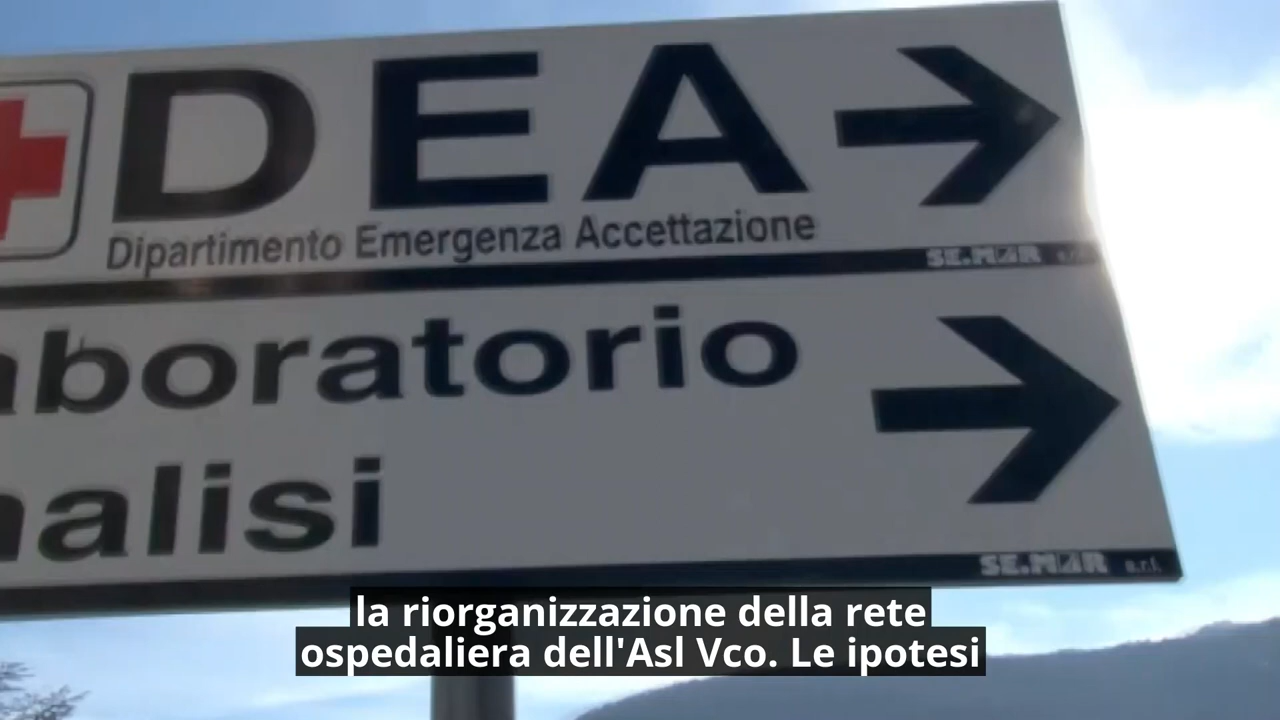 DEA
Dipartimento Emergenza Accettazione
SE.MAR s.r.l.
aboratorio
nalisi
SE.MAR s.r.l.
la riorganizzazione della rete
ospedaliera dell'Asl Vco. Le ipotesi